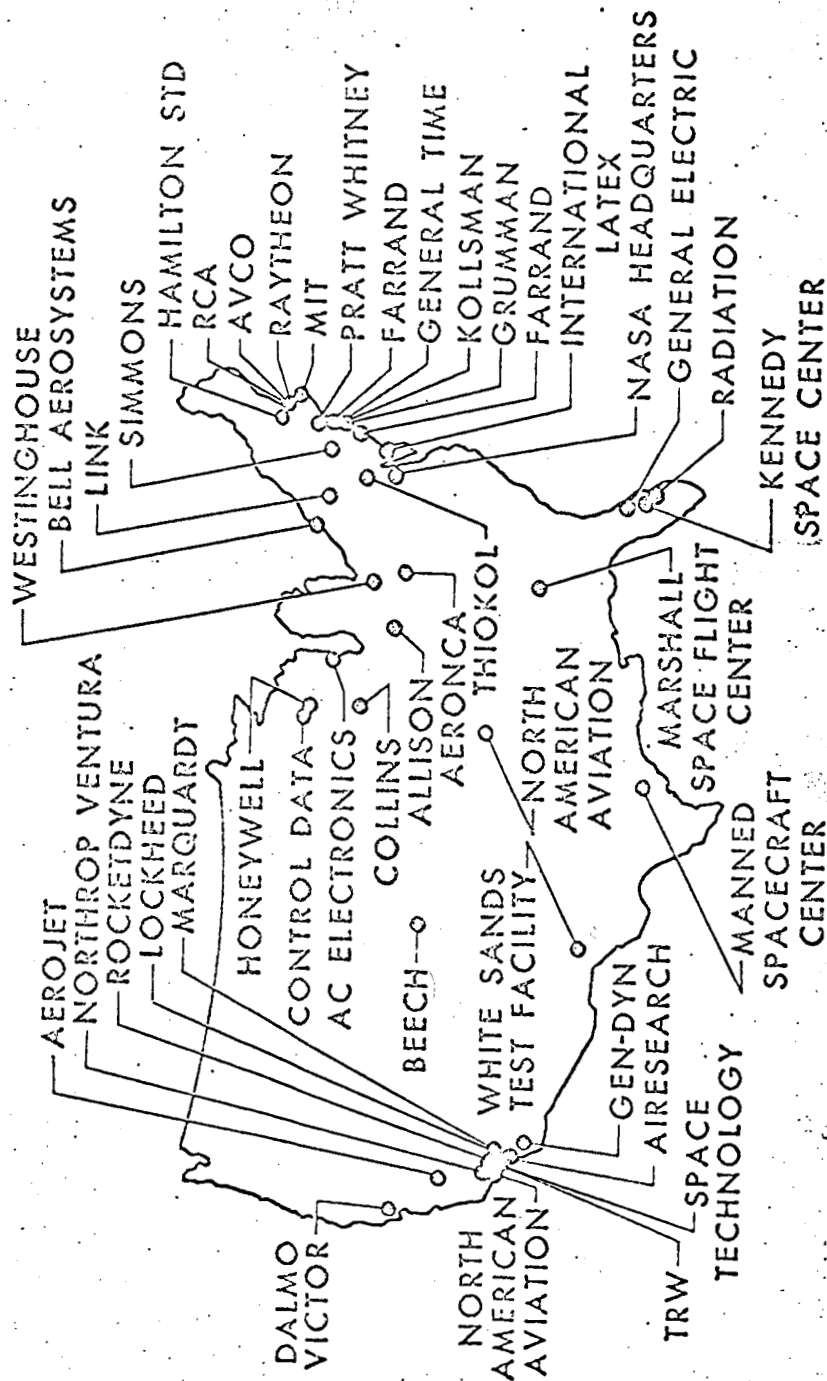 WESTINGHOUSE
BELL AEROSYSTEMS
LINK
SIMMONS
HAMILTON STD
RCA
AVCO
RAYTHEON
MIT
PRATT WHITNEY
FARRAND
GENERAL TIME
KOLLSMAN
GRUMMAN
FARRAND
INTERNATIONAL
LATEX
NASA HEADQUARTERS
GENERAL ELECTRIC
RADIATION
KENNEDY
SPACE CENTER
AEROJET
NORTHROP VENTURA
ROCKETDYNE
LOCKHEED
MARQUARDT
HONEYWELL
CONTROL DATA
AC ELECTRONICS
COLLINS
ALLISON
AERONCA
THIOKOL
BEECH
WHITE SANDS
TEST FACILITY
NORTH
AMERICAN
AVIATION
MARSHALL
SPACE FLIGHT
CENTER
MANNED
SPACECRAFT
CENTER
DALMO
VICTOR
NORTH
AMERICAN
AVIATION
GEN-DYN
AIRESEARCH
SPACE
TECHNOLOGY
TRW